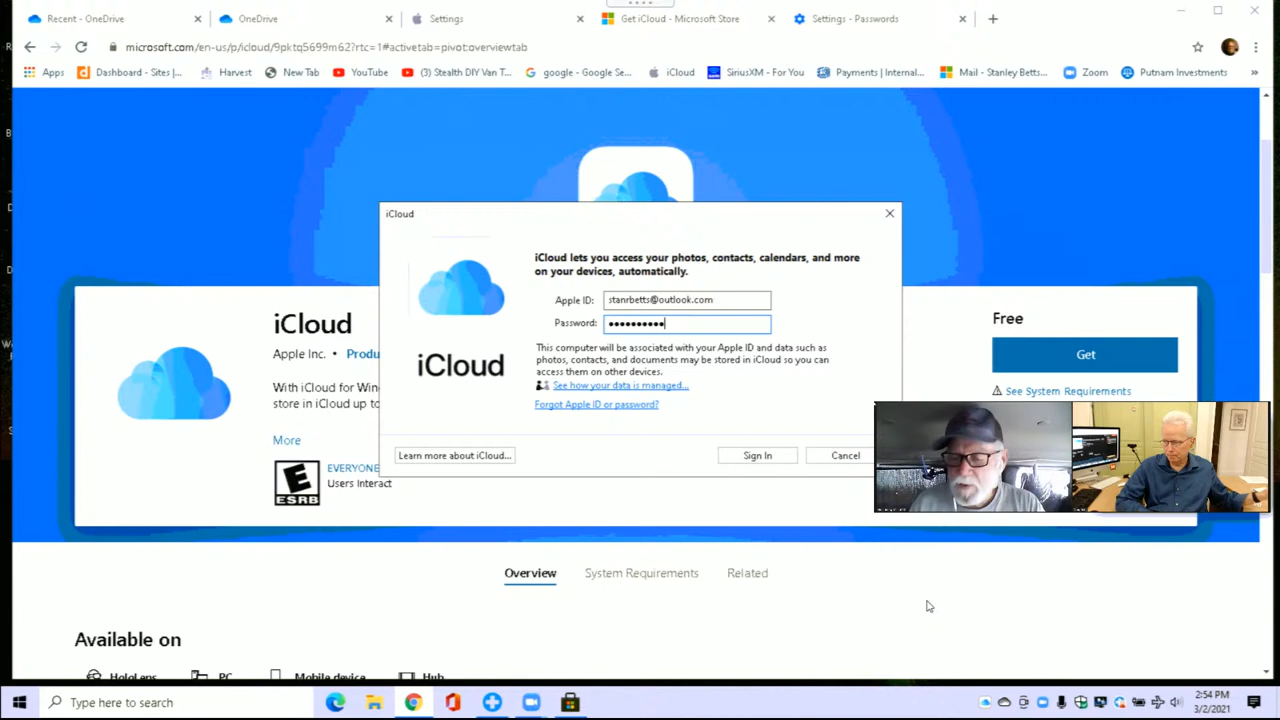 Recent - OneDrive
OneDrive
Settings
Get iCloud - Microsoft Store
Settings - Passwords
microsoft.com/en-us/p/icloud/9pktq5699m62?rtc=1#activetab=pivot:overviewtab
Apps
Dashboard - Sites |...
Harvest
New Tab
YouTube
(3) Stealth DIY Van T...
google - Google Se...
iCloud
SiriusXM - For You
Payments | Internal...
Mail - Stanley Betts...
Zoom
Putnam Investments
»
iCloud
iCloud lets you access your photos, contacts, calendars, and more
on your devices, automatically.
Apple ID: stanrbetts@outlook.com
Password: ••••••••••
This computer will be associated with your Apple ID and data such as
photos, contacts, and documents may be stored in iCloud so you can
access them on other devices.
See how your data is managed...
Forgot Apple ID or password?
iCloud
Learn more about iCloud...
Sign In
Cancel
iCloud
Apple Inc. • Produ
With iCloud for Win
store in iCloud up to
More
EVERYONE
Users Interact
E
ESRB
Free
Get
See System Requirements
Overview
System Requirements
Related
Available on
HoloLens
PC
Mobile device
Hub
Type here to search
2:54 PM
3/2/2021